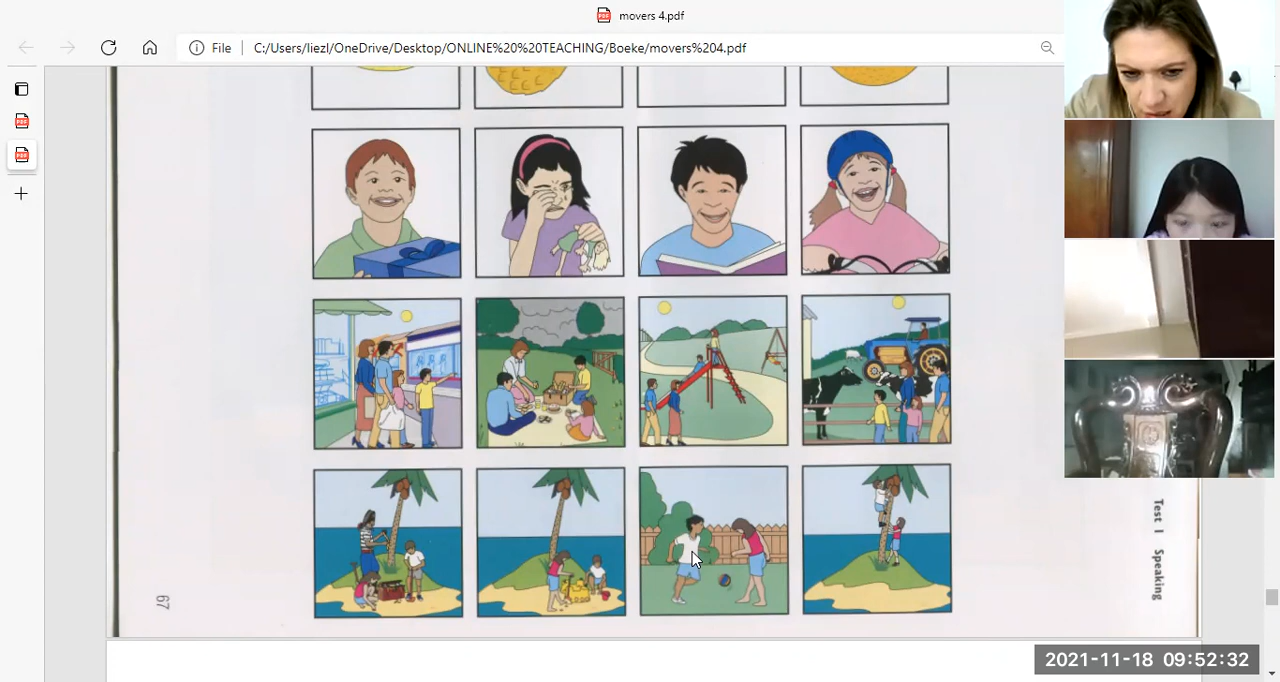 movers 4.pdf
File
C:/Users/liezl/OneDrive/Desktop/ONLINE%20%20TEACHING/Boeke/movers%204.pdf
Test 1 Speaking
67
2021-11-18 09:52:32